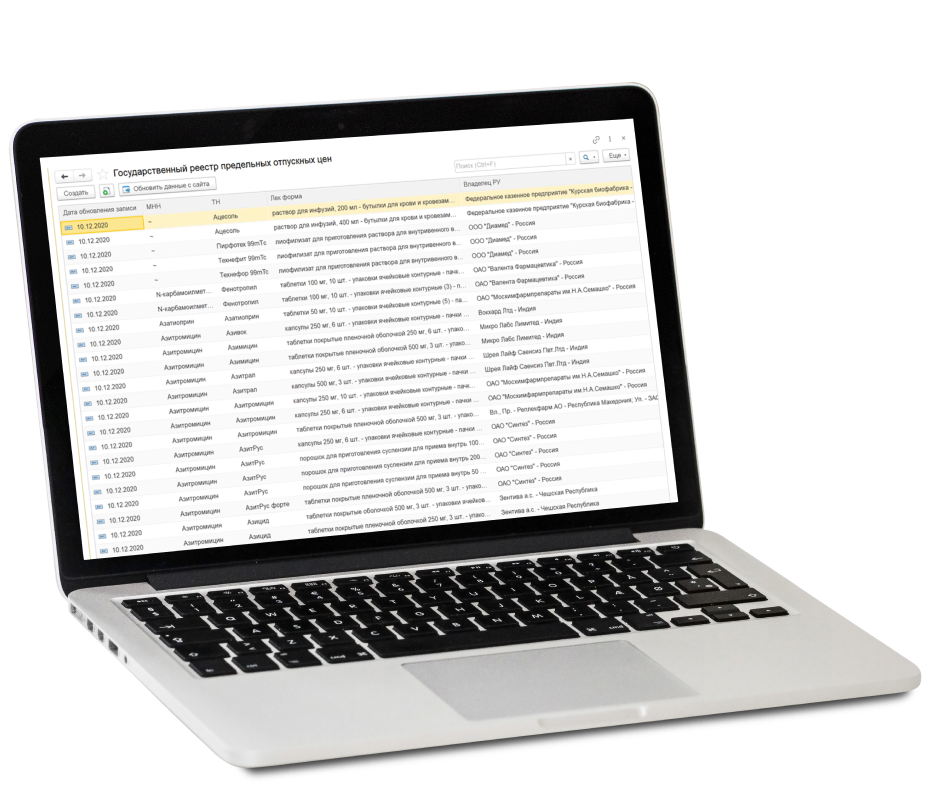 Государственный реестр предельных отпускных цен
Создать Обновить данные с сайта Поиск (Ctrl+F) Еще
Дата обновления записи МНН ТН Лек форма Владелец РУ
10.12.2020 ~ Ацесоль раствор для инфузий, 200 мл - бутылки для крови и кровезам... Федеральное казенное предприятие "Курская биофабрика -
10.12.2020 ~ Ацесоль раствор для инфузий, 400 мл - бутылки для крови и кровезам... Федеральное казенное предприятие "Курская биофабрика -
10.12.2020 ~ Пирфотех 99mTc лиофилизат для приготовления раствора для внутривенного в... ООО "Диамед" - Россия
10.12.2020 ~ Технефит 99mTc лиофилизат для приготовления раствора для внутривенного в... ООО "Диамед" - Россия
10.12.2020 ~ Технефор 99mTc лиофилизат для приготовления раствора для внутривенного в... ООО "Диамед" - Россия
10.12.2020 N-карбамоилмет... Фенотропил таблетки 100 мг, 10 шт. - упаковки ячейковые контурные - пачк... ОАО "Валента Фармацевтика" - Россия
10.12.2020 N-карбамоилмет... Фенотропил таблетки 100 мг, 10 шт. - упаковки ячейковые контурные (3) - п... ОАО "Валента Фармацевтика" - Россия
10.12.2020 Азатиоприн Азатиоприн таблетки 50 мг, 10 шт. - упаковки ячейковые контурные (5) - па... ОАО "Мосхимфармпрепараты им.Н.А.Семашко" - Россия
10.12.2020 Азитромицин Азивок капсулы 250 мг, 6 шт. - упаковки ячейковые контурные - пачки ... Вокхард Лтд - Индия
10.12.2020 Азитромицин Азимицин таблетки покрытые пленочной оболочкой 250 мг, 6 шт. - упако... Микро Лабс Лимитед - Индия
10.12.2020 Азитромицин Азимицин таблетки покрытые пленочной оболочкой 500 мг, 3 шт. - упако... Микро Лабс Лимитед - Индия
10.12.2020 Азитромицин Азитрал капсулы 250 мг, 6 шт. - упаковки ячейковые контурные - пачки ... Шрея Лайф Саенсиз Пвт.Лтд - Индия
10.12.2020 Азитромицин Азитрал капсулы 500 мг, 3 шт. - упаковки ячейковые контурные - пачки ... Шрея Лайф Саенсиз Пвт.Лтд - Индия
10.12.2020 Азитромицин Азитромицин капсулы 250 мг, 10 шт. - упаковки ячейковые контурные - пачк... ОАО "Мосхимфармпрепараты им.Н.А.Семашко" - Россия
10.12.2020 Азитромицин Азитромицин капсулы 250 мг, 6 шт. - упаковки ячейковые контурные - пачки ... ОАО "Мосхимфармпрепараты им.Н.А.Семашко" - Россия
10.12.2020 Азитромицин Азитромицин таблетки покрытые пленочной оболочкой 500 мг, 3 шт. - упако... Вл., Пр. - Реплекфарм АО - Республика Македония, Уп. - ЗАО
10.12.2020 Азитромицин АзитРус капсулы 250 мг, 6 шт. - упаковки ячейковые контурные - пачки ... ОАО "Синтез" - Россия
10.12.2020 Азитромицин АзитРус порошок для приготовления суспензии для приема внутрь 100... ОАО "Синтез" - Россия
10.12.2020 Азитромицин АзитРус порошок для приготовления суспензии для приема внутрь 200... ОАО "Синтез" - Россия
10.12.2020 Азитромицин АзитРус порошок для приготовления суспензии для приема внутрь 50 ... ОАО "Синтез" - Россия
10.12.2020 Азитромицин АзитРус форте таблетки покрытые пленочной оболочкой 500 мг, 3 шт. - упако... ОАО "Синтез" - Россия
10.12.2020 Азитромицин Азицид таблетки покрытые пленочной оболочкой 500 мг, 3 шт. - упаковки ячейков... Зентива а.с. - Чешская Республика
10.12.2020 Азитромицин Азицид таблетки покрытые пленочной оболочкой 250 мг, 3 шт. - упако... Зентива а.с. - Чешская Республика